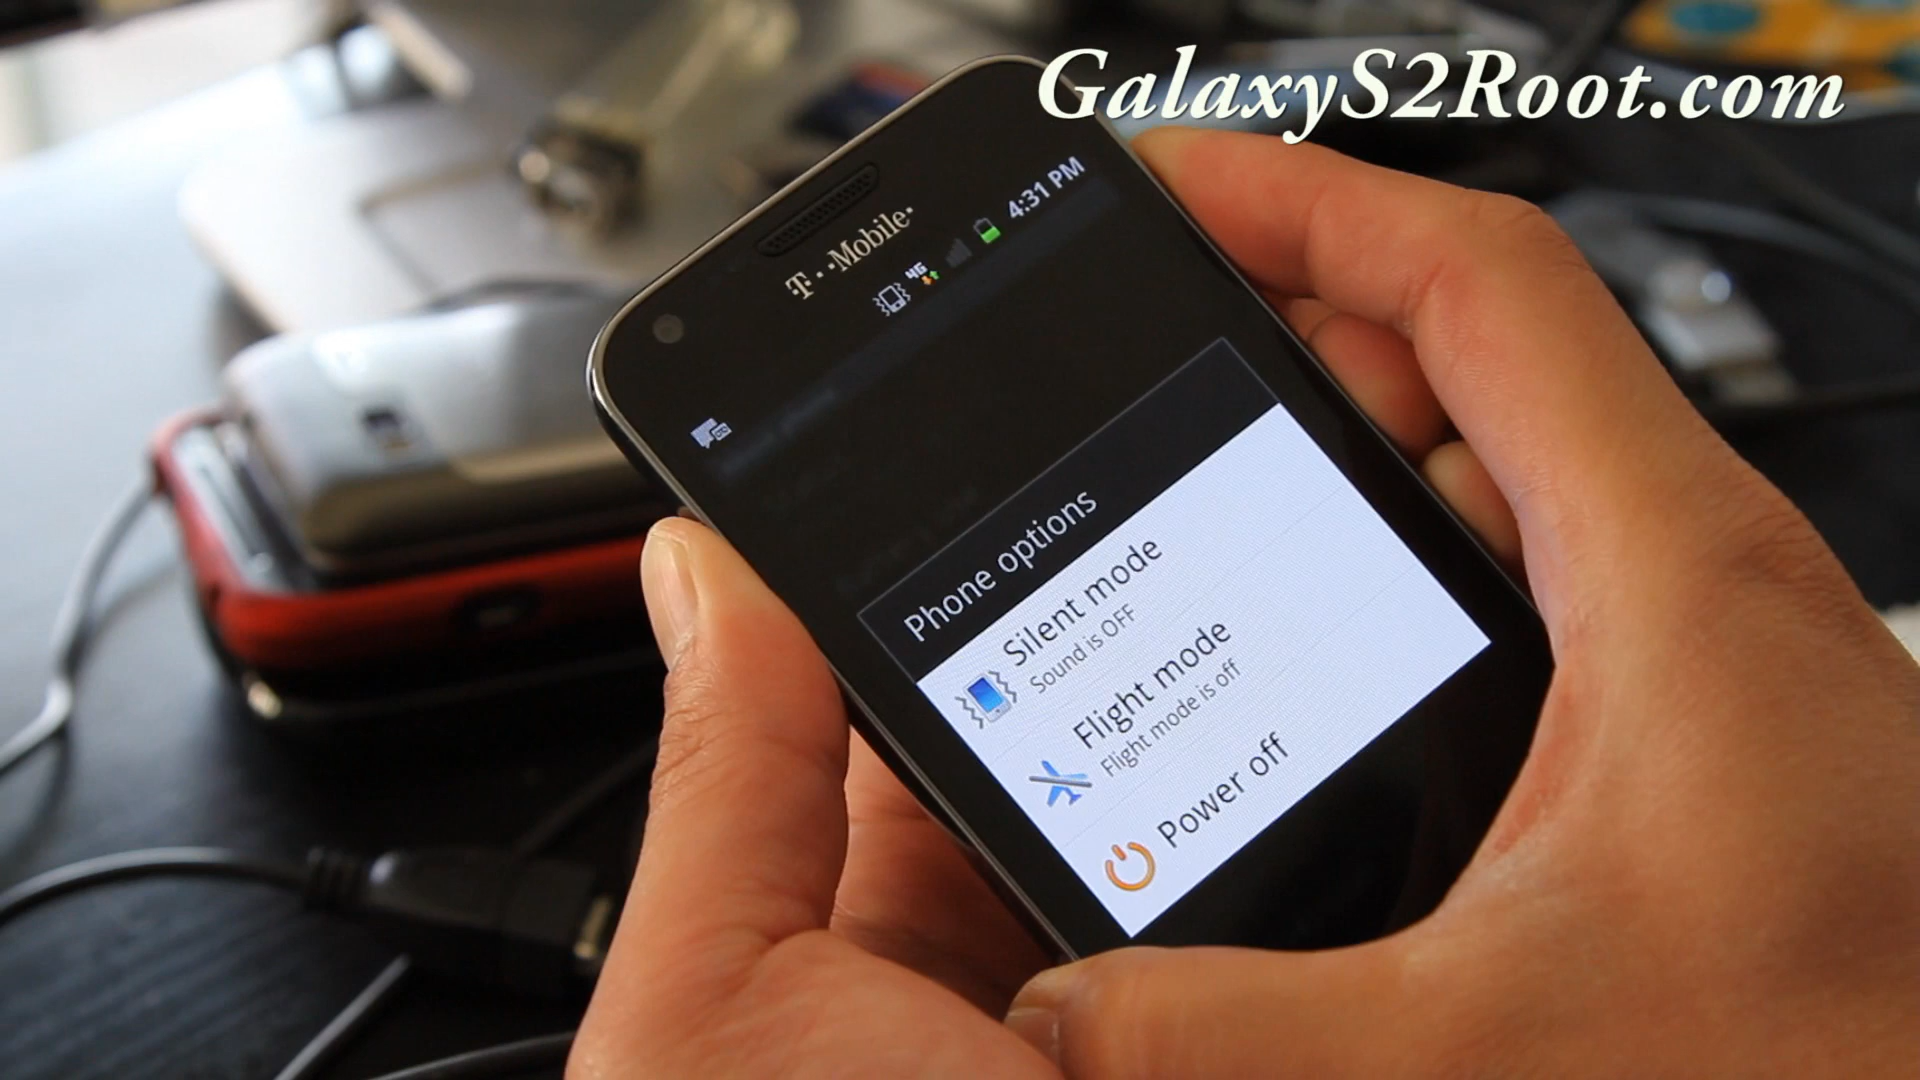 GalaxyS2Root.com
T··Mobile·
4G
4:31 PM
Phone options
Silent mode
Sound is OFF
Flight mode
Flight mode is off
Power off